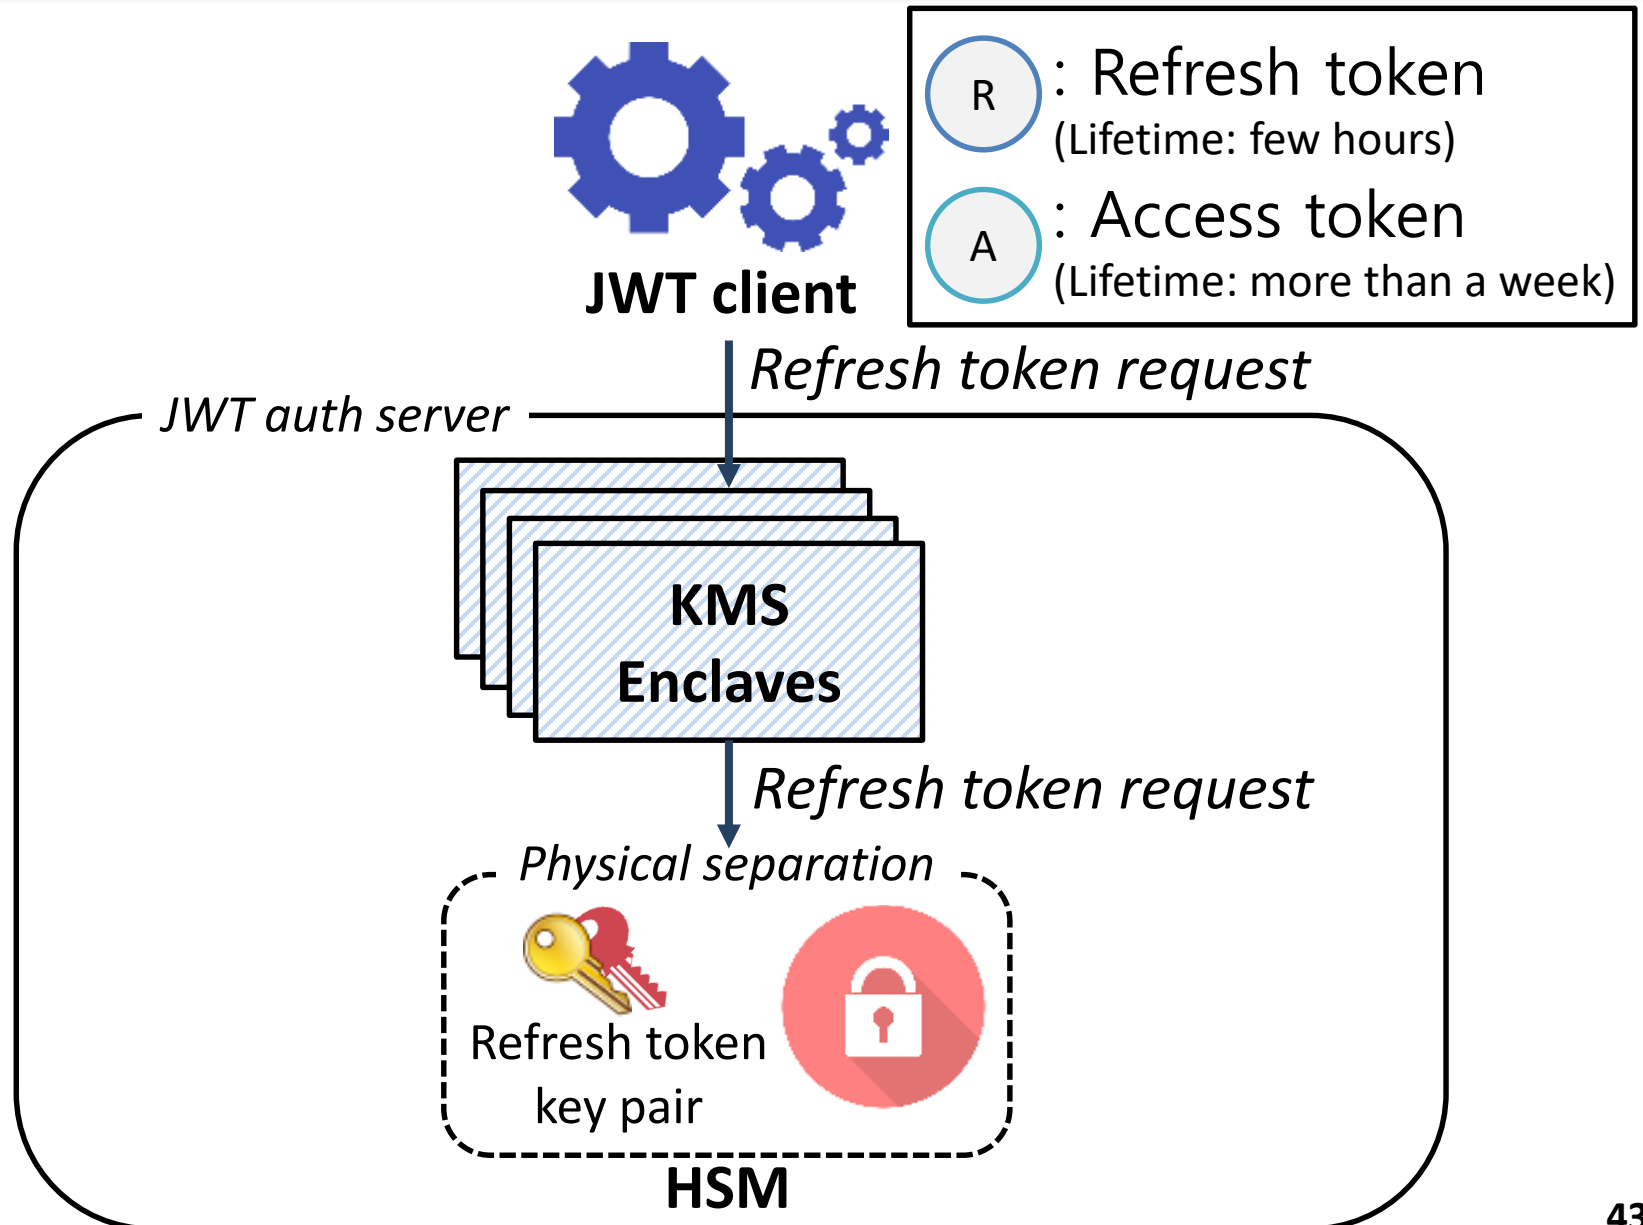 R : Refresh token
(Lifetime: few hours)
A : Access token
(Lifetime: more than a week)
JWT client
Refresh token request
JWT auth server
KMS
Enclaves
Refresh token request
Physical separation
Refresh token
key pair
HSM
43